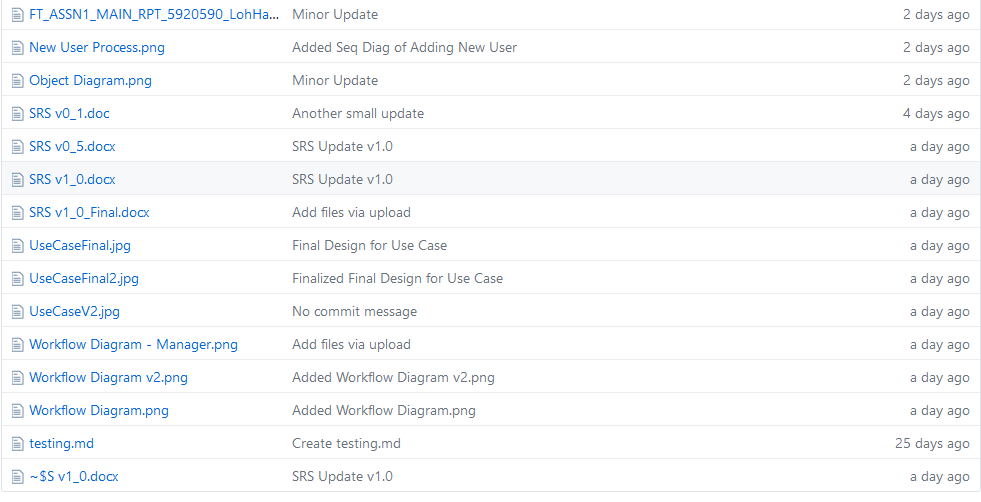 FT_ASSN1_MAIN_RPT_5920590_LohHa... Minor Update 2 days ago
New User Process.png Added Seq Diag of Adding New User 2 days ago
Object Diagram.png Minor Update 2 days ago
SRS v0_1.doc Another small update 4 days ago
SRS v0_5.docx SRS Update v1.0 a day ago
SRS v1_0.docx SRS Update v1.0 a day ago
SRS v1_0_Final.docx Add files via upload a day ago
UseCaseFinal.jpg Final Design for Use Case a day ago
UseCaseFinal2.jpg Finalized Final Design for Use Case a day ago
UseCaseV2.jpg No commit message a day ago
Workflow Diagram - Manager.png Add files via upload a day ago
Workflow Diagram v2.png Added Workflow Diagram v2.png a day ago
Workflow Diagram.png Added Workflow Diagram.png a day ago
testing.md Create testing.md 25 days ago
~$S v1_0.docx SRS Update v1.0 a day ago